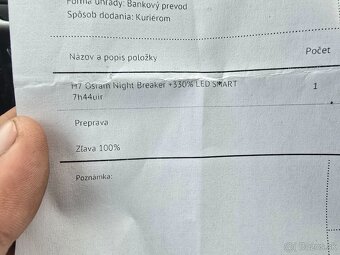 Forma úhrady: Bankový prevod
Spôsob dodania: Kuriérom
Názov a popis položky Počet
H7 Osram Night Breaker +330% LED SMART 1
7h44uir
Preprava
Zľava 100%
Poznámka: